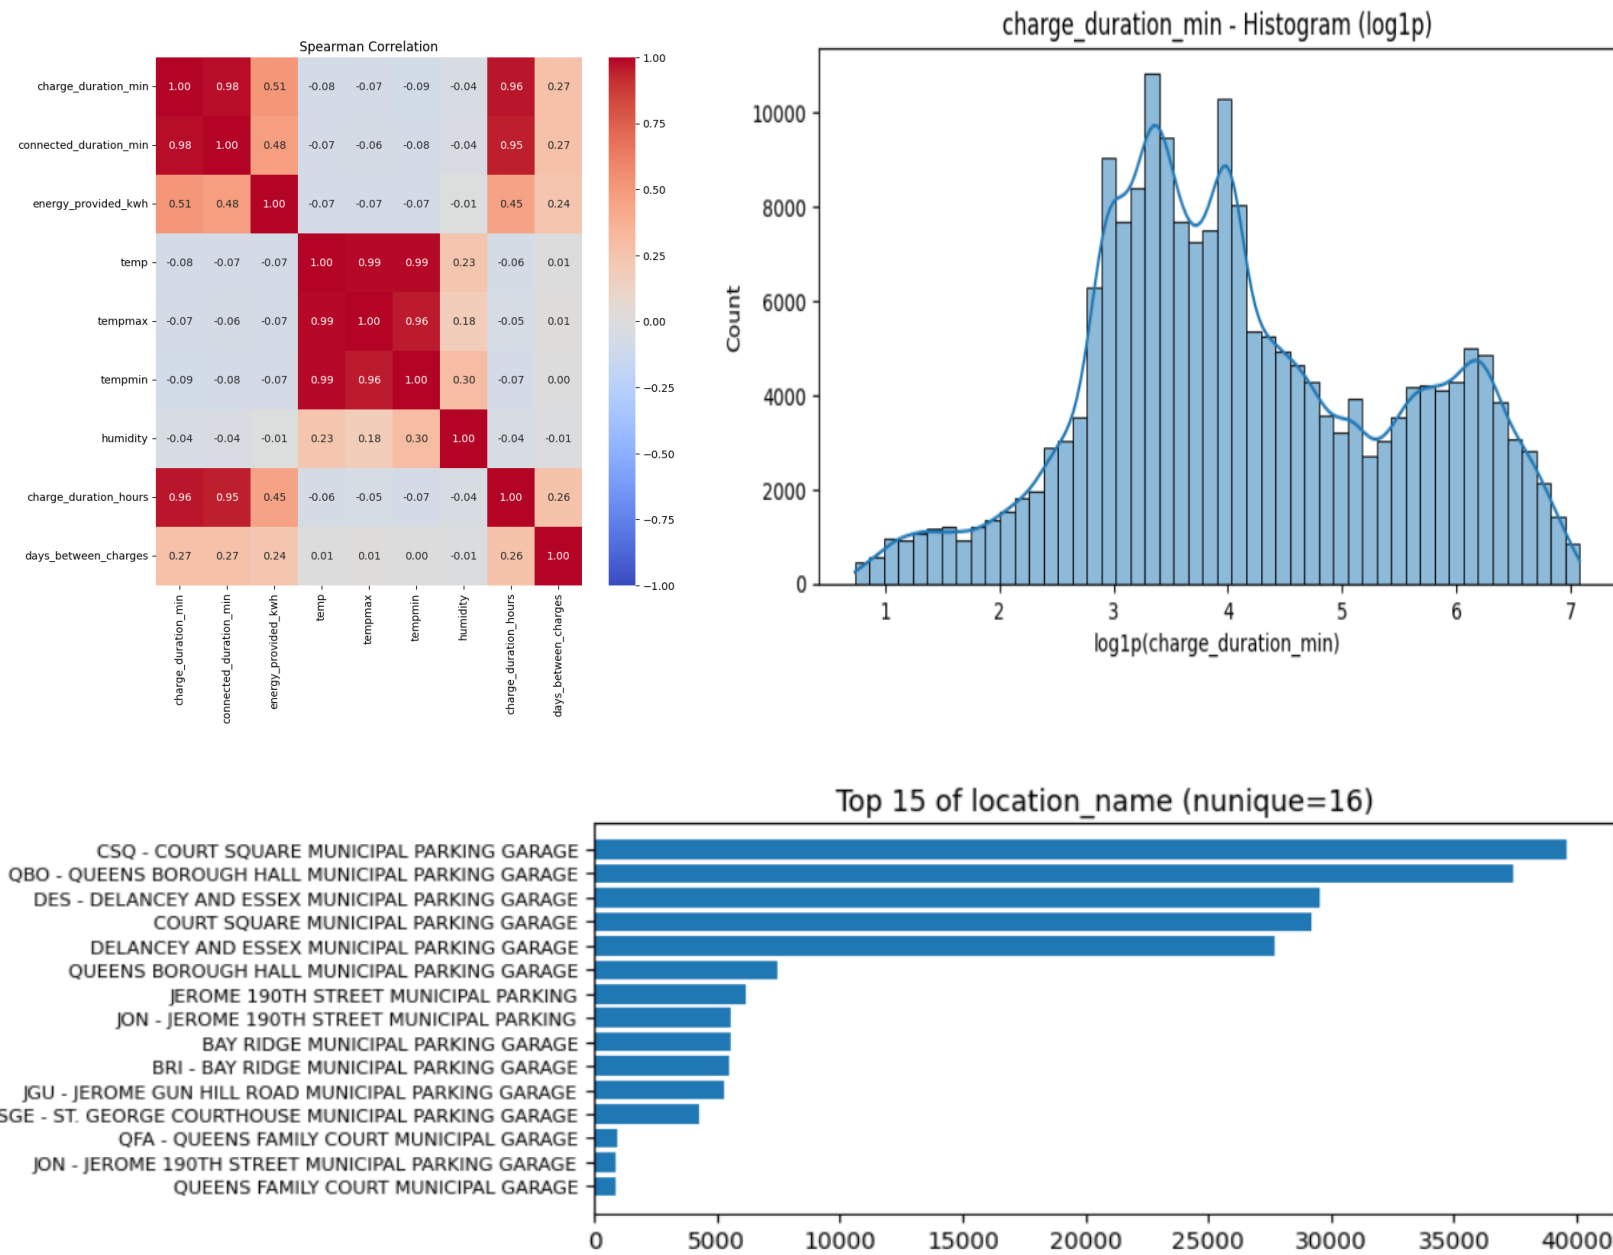 Spearman Correlation
charge_duration_min 1.00 0.98 0.51 -0.08 -0.07 -0.09 -0.04 0.96 0.27
connected_duration_min 0.98 1.00 0.48 -0.07 -0.06 -0.08 -0.04 0.95 0.27
energy_provided_kwh 0.51 0.48 1.00 -0.07 -0.07 -0.07 -0.01 0.45 0.24
temp -0.08 -0.07 -0.07 1.00 0.99 0.99 0.23 -0.06 0.01
tempmax -0.07 -0.06 -0.07 0.99 1.00 0.96 0.18 -0.05 0.01
tempmin -0.09 -0.08 -0.07 0.99 0.96 1.00 0.30 -0.07 0.00
humidity -0.04 -0.04 -0.01 0.23 0.18 0.30 1.00 -0.04 -0.01
charge_duration_hours 0.96 0.95 0.45 -0.06 -0.05 -0.07 -0.04 1.00 0.26
days_between_charges 0.27 0.27 0.24 0.01 0.01 0.00 -0.01 0.26 1.00
charge_duration_min
connected_duration_min
energy_provided_kwh
temp
tempmax
tempmin
humidity
charge_duration_hours
days_between_charges
1.00
0.75
0.50
0.25
0.00
−0.25
−0.50
−0.75
−1.00
charge_duration_min - Histogram (log1p)
Count
10000
8000
6000
4000
2000
0
1 2 3 4 5 6 7
log1p(charge_duration_min)
Top 15 of location_name (nunique=16)
CSQ - COURT SQUARE MUNICIPAL PARKING GARAGE
QBO - QUEENS BOROUGH HALL MUNICIPAL PARKING GARAGE
DES - DELANCEY AND ESSEX MUNICIPAL PARKING GARAGE
COURT SQUARE MUNICIPAL PARKING GARAGE
DELANCEY AND ESSEX MUNICIPAL PARKING GARAGE
QUEENS BOROUGH HALL MUNICIPAL PARKING GARAGE
JEROME 190TH STREET MUNICIPAL PARKING
JON - JEROME 190TH STREET MUNICIPAL PARKING
BAY RIDGE MUNICIPAL PARKING GARAGE
BRI - BAY RIDGE MUNICIPAL PARKING GARAGE
JGU - JEROME GUN HILL ROAD MUNICIPAL PARKING GARAGE
SGE - ST. GEORGE COURTHOUSE MUNICIPAL PARKING GARAGE
QFA - QUEENS FAMILY COURT MUNICIPAL GARAGE
JON - JEROME 190TH STREET MUNICIPAL PARKING GARAGE
QUEENS FAMILY COURT MUNICIPAL GARAGE
0 5000 10000 15000 20000 25000 30000 35000 40000